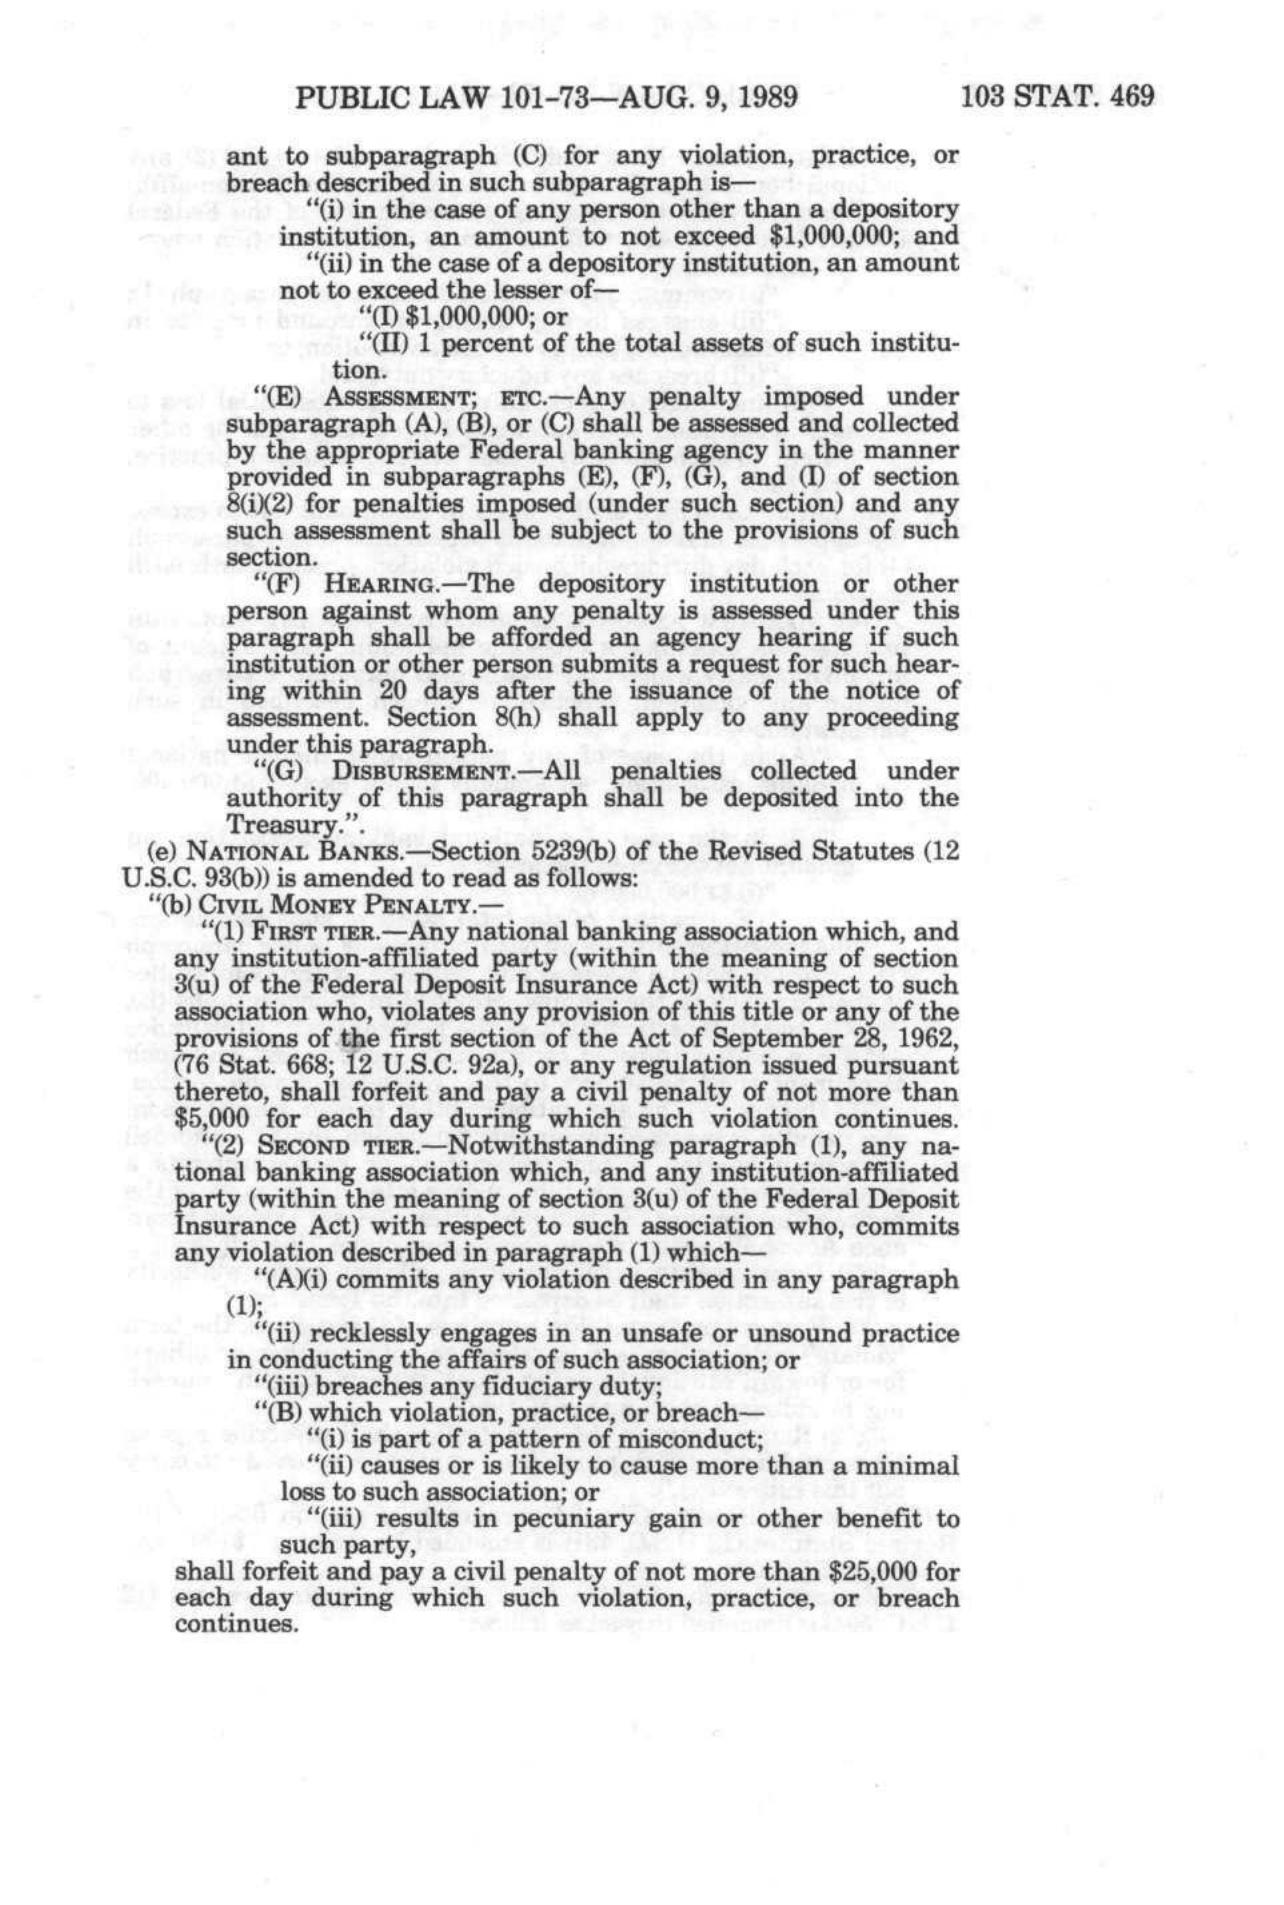 PUBLIC LAW 101-73—AUG. 9, 1989 103 STAT. 469
ant to subparagraph (C) for any violation, practice, or
breach described in such subparagraph is—
“(i) in the case of any person other than a depository
institution, an amount to not exceed $1,000,000; and
“(ii) in the case of a depository institution, an amount
not to exceed the lesser of—
“(I) $1,000,000; or
“(II) 1 percent of the total assets of such institu-
tion.
“(E) ASSESSMENT; ETC.—Any penalty imposed under
subparagraph (A), (B), or (C) shall be assessed and collected
by the appropriate Federal banking agency in the manner
provided in subparagraphs (E), (F), (G), and (I) of section
8(i)(2) for penalties imposed (under such section) and any
such assessment shall be subject to the provisions of such
section.
“(F) HEARING.—The depository institution or other
person against whom any penalty is assessed under this
paragraph shall be afforded an agency hearing if such
institution or other person submits a request for such hear-
ing within 20 days after the issuance of the notice of
assessment. Section 8(h) shall apply to any proceeding
under this paragraph.
“(G) DISBURSEMENT.—All penalties collected under
authority of this paragraph shall be deposited into the
Treasury.”.
(e) NATIONAL BANKS.—Section 5239(b) of the Revised Statutes (12
U.S.C. 93(b)) is amended to read as follows:
“(b) CIVIL MONEY PENALTY.—
“(1) FIRST TIER.—Any national banking association which, and
any institution-affiliated party (within the meaning of section
3(u) of the Federal Deposit Insurance Act) with respect to such
association who, violates any provision of this title or any of the
provisions of the first section of the Act of September 28, 1962,
(76 Stat. 668; 12 U.S.C. 92a), or any regulation issued pursuant
thereto, shall forfeit and pay a civil penalty of not more than
$5,000 for each day during which such violation continues.
“(2) SECOND TIER.—Notwithstanding paragraph (1), any na-
tional banking association which, and any institution-affiliated
party (within the meaning of section 3(u) of the Federal Deposit
Insurance Act) with respect to such association who, commits
any violation described in paragraph (1) which—
“(A)(i) commits any violation described in any paragraph
(1);
“(ii) recklessly engages in an unsafe or unsound practice
in conducting the affairs of such association; or
“(iii) breaches any fiduciary duty;
“(B) which violation, practice, or breach—
“(i) is part of a pattern of misconduct;
“(ii) causes or is likely to cause more than a minimal
loss to such association; or
“(iii) results in pecuniary gain or other benefit to
such party,
shall forfeit and pay a civil penalty of not more than $25,000 for
each day during which such violation, practice, or breach
continues.